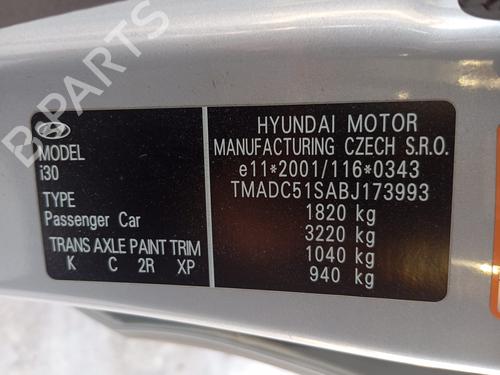 B-PARTS
MODEL
i30
TYPE
Passenger Car
TRANS AXLE PAINT TRIM
K C 2R XP
HYUNDAI MOTOR
MANUFACTURING CZECH S.R.O.
e11*2001/116*0343
TMADC51SABJ173993
1820 kg
3220 kg
1040 kg
940 kg